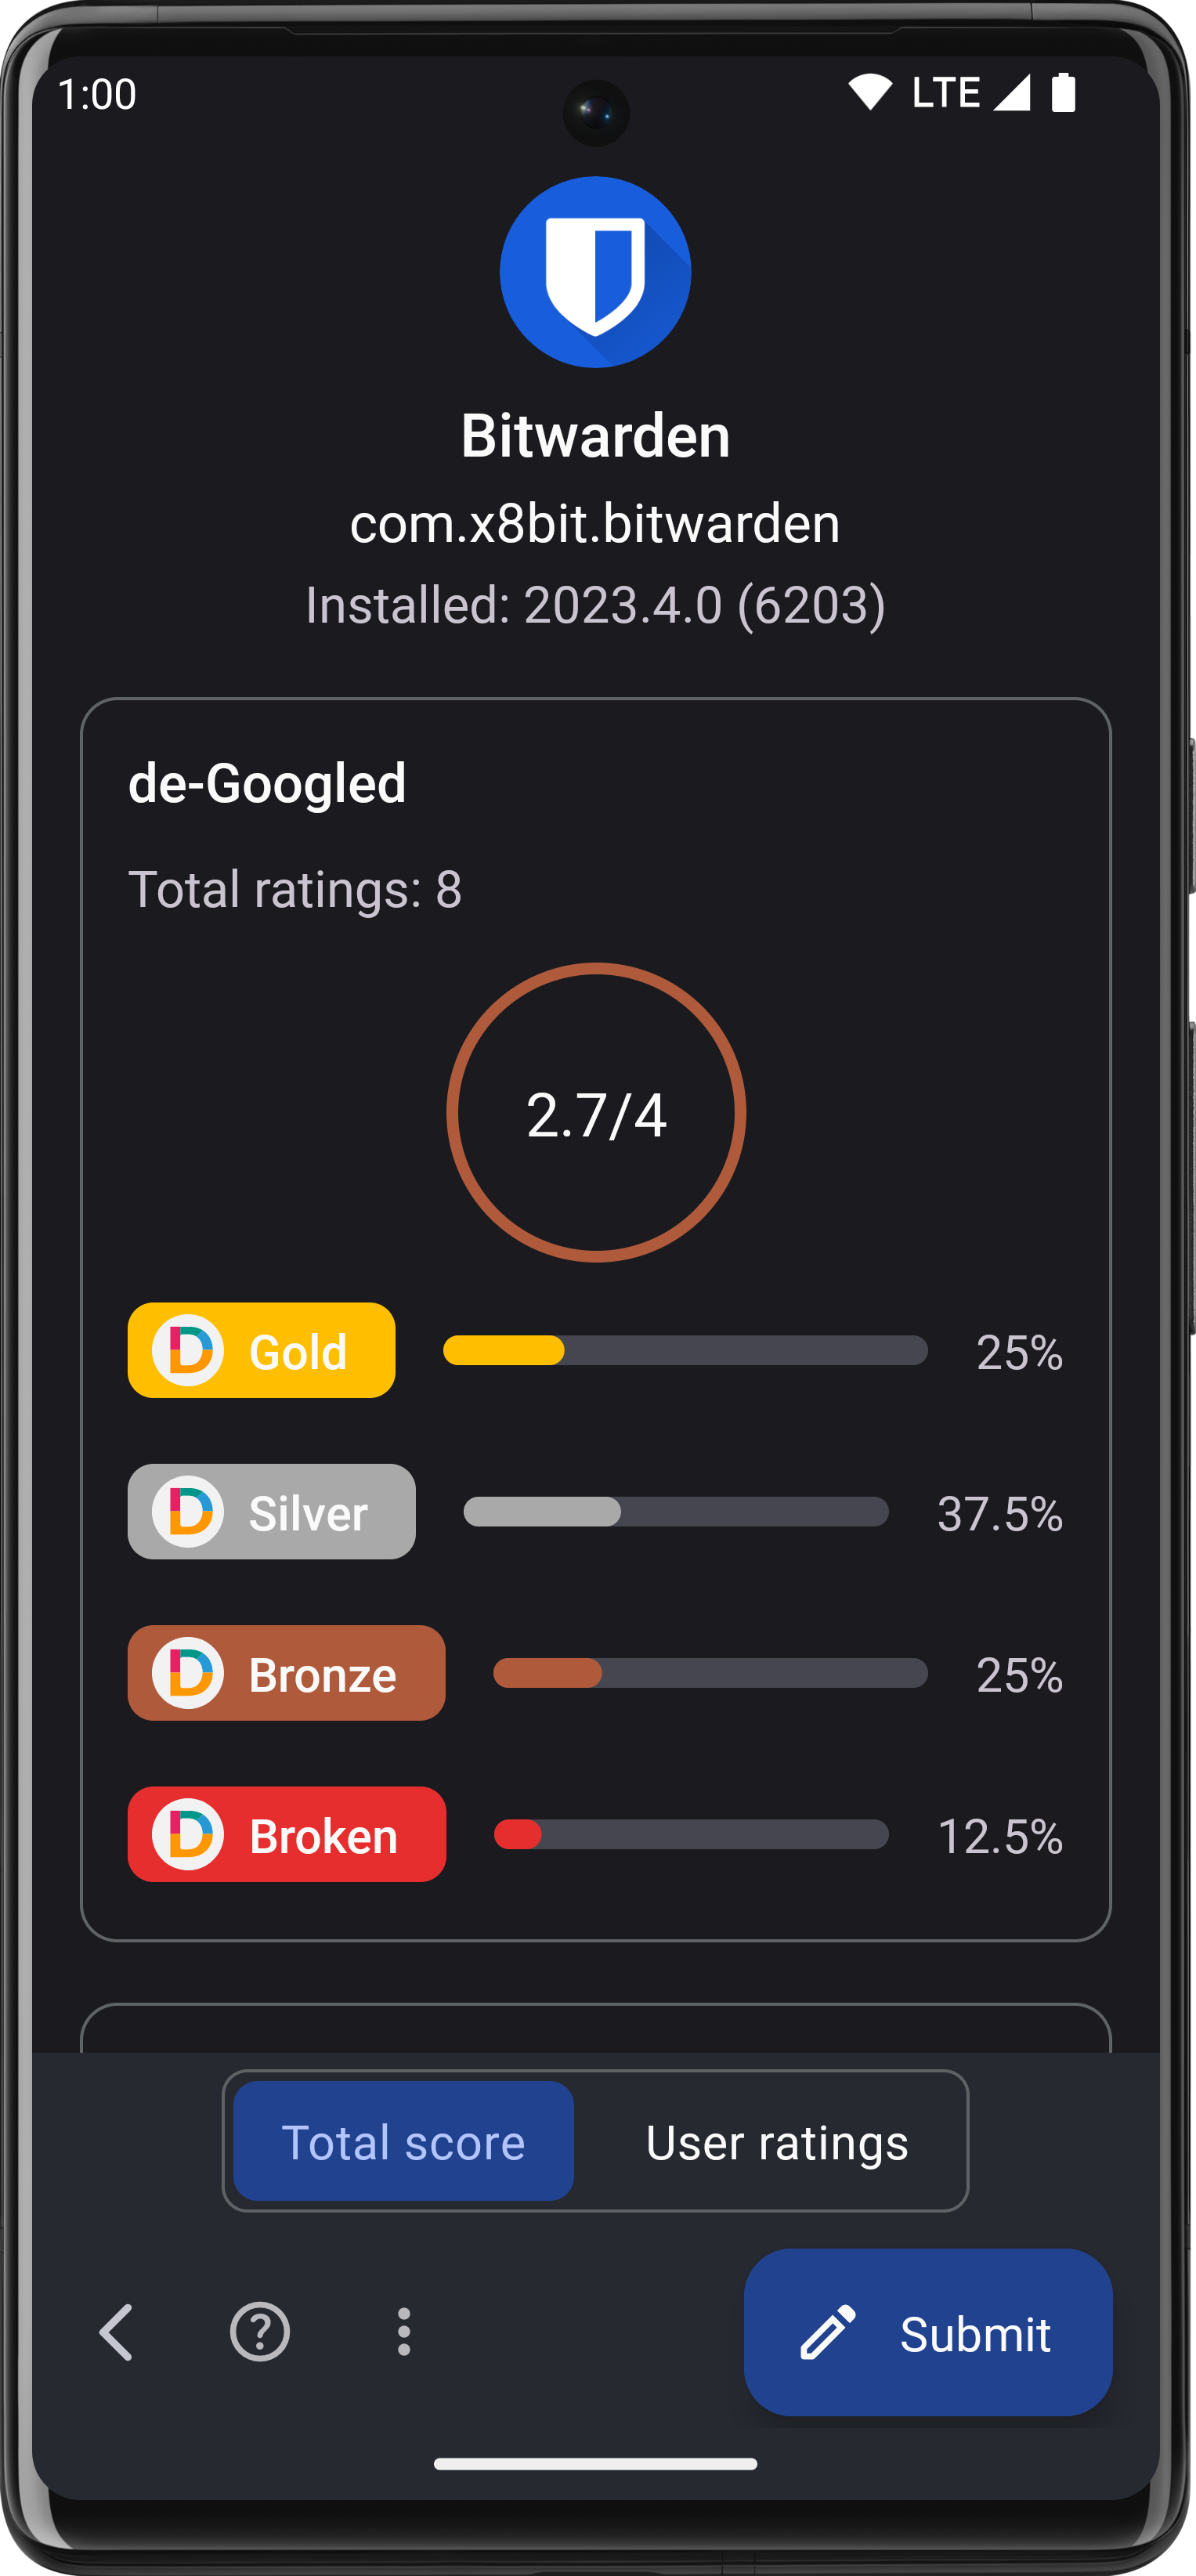 1:00 LTE
Bitwarden
com.x8bit.bitwarden
Installed: 2023.4.0 (6203)
de-Googled
Total ratings: 8
2.7/4
Gold 25%
Silver 37.5%
Bronze 25%
Broken 12.5%
Total score User ratings
Submit